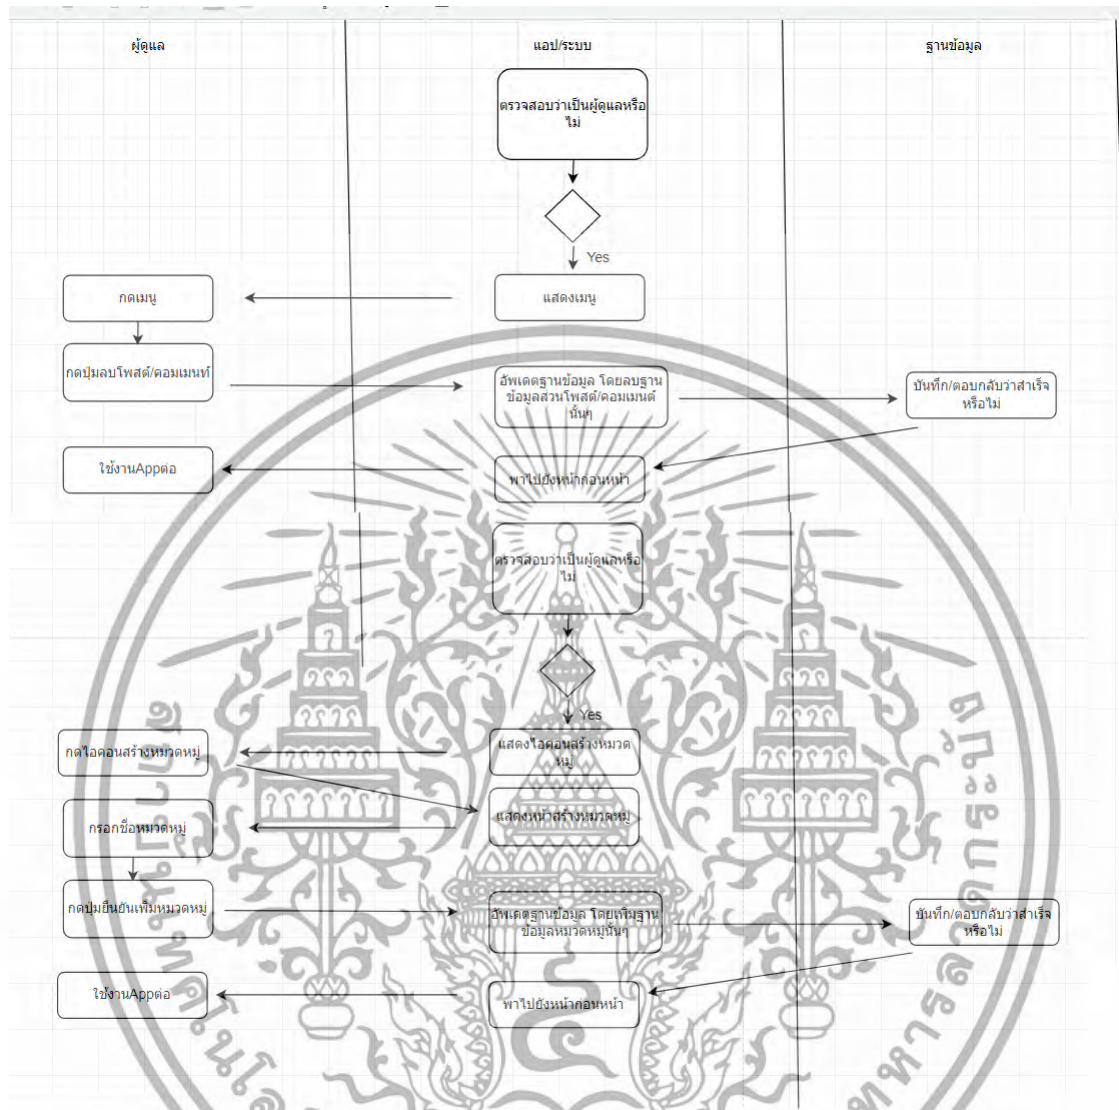 ผู้ดูแล
แอป/ระบบ
ฐานข้อมูล
ตรวจสอบว่าเป็นผู้ดูแลหรือ
ไม่
Yes
กดเมนู
แสดงเมนู
กดปุ่มลบโพสต์/คอมเมนท์
อัพเดตฐานข้อมูล โดยลบฐาน
ข้อมูลส่วนโพสต์/คอมเมนต์
นั้นๆ
บันทึก/ตอบกลับว่าสำเร็จ
หรือไม่
ใช้งานAppต่อ
พาไปยังหน้าก่อนหน้า
ตรวจสอบว่าเป็นผู้ดูแลหรือ
ไม่
Yes
กดไอคอนสร้างหมวดหมู่
แสดงไอคอนสร้างหมวด
หมู่
แสดงหน้าสร้างหมวดหมู่
กรอกชื่อหมวดหมู่
กดปุ่มยืนยันเพิ่มหมวดหมู่
อัพเดตฐานข้อมูล โดยเพิ่มฐาน
ข้อมูลหมวดหมู่นั้นๆ
บันทึก/ตอบกลับว่าสำเร็จ
หรือไม่
ใช้งานAppต่อ
พาไปยังหน้าก่อนหน้า